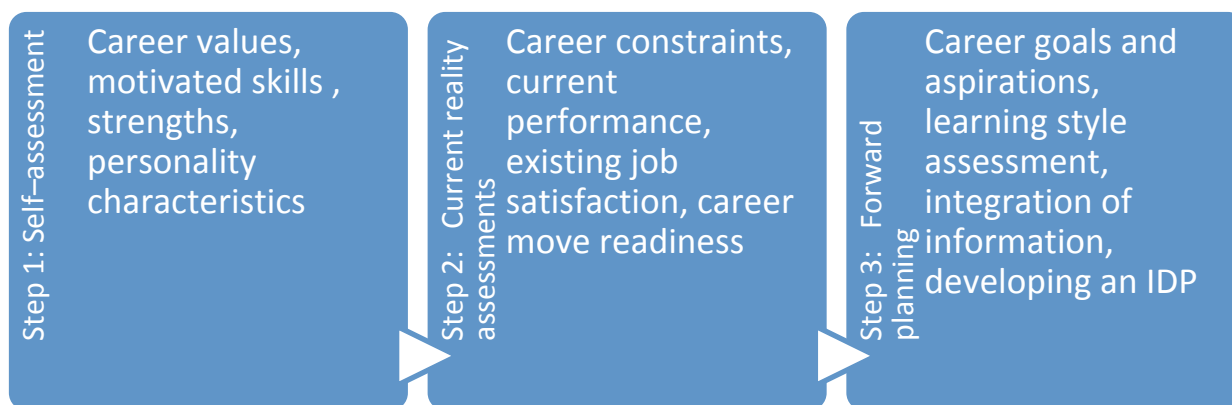 Step 1: Self–assessment
Career values,
motivated skills ,
strengths,
personality
characteristics
Step 2: Current reality
assessments
Career constraints,
current
performance,
existing job
satisfaction, career
move readiness
Step 3: Forward
planning
Career goals and
aspirations,
learning style
assessment,
integration of
information,
developing an IDP